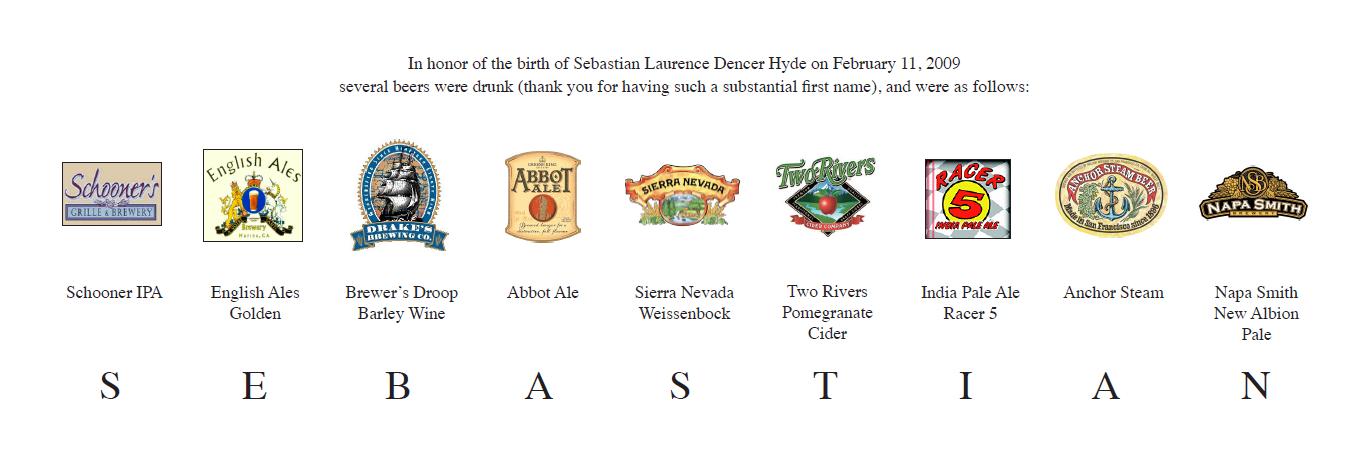 In honor of the birth of Sebastian Laurence Dencer Hyde on February 11, 2009
several beers were drunk (thank you for having such a substantial first name), and were as follows:
Schooner's
GRILLE & BREWERY
English Ales
Brewery
Marina, CA
DRAKE'S
BREWING CO.
GREENE KING
ABBOT
ALE
SIERRA NEVADA
Two Rivers
CIDER COMPANY
RACER
5
INDIA PALE ALE
ANCHOR STEAM BEER
Made in San Francisco since 1896
NAPA SMITH
BREWERY
Schooner IPA
English Ales
Golden
Brewer's Droop
Barley Wine
Abbot Ale
Sierra Nevada
Weissenbock
Two Rivers
Pomegranate
Cider
India Pale Ale
Racer 5
Anchor Steam
Napa Smith
New Albion
Pale
S E B A S T I A N